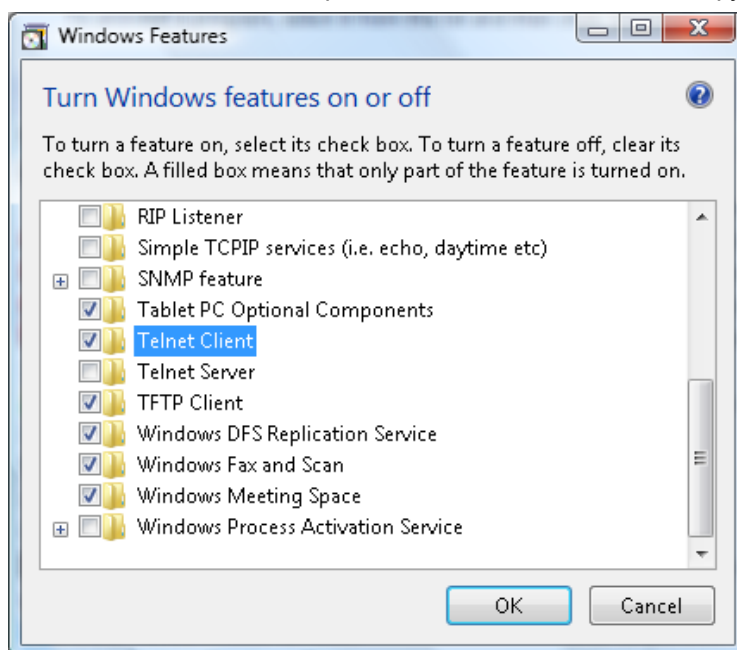 Windows Features
Turn Windows features on or off
To turn a feature on, select its check box. To turn a feature off, clear its
check box. A filled box means that only part of the feature is turned on.
RIP Listener
Simple TCPIP services (i.e. echo, daytime etc)
SNMP feature
Tablet PC Optional Components
Telnet Client
Telnet Server
TFTP Client
Windows DFS Replication Service
Windows Fax and Scan
Windows Meeting Space
Windows Process Activation Service
OK Cancel